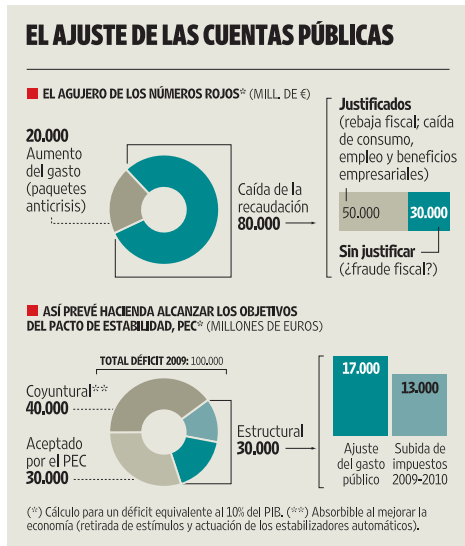 EL AJUSTE DE LAS CUENTAS PÚBLICAS
EL AGUJERO DE LOS NÚMEROS ROJOS* (MILL. DE €)
20.000
Aumento
del gasto
(paquetes
anticrisis)
Caída de la
recaudación
80.000
Justificados
(rebaja fiscal; caída
de consumo,
empleo y beneficios
empresariales)
50.000
30.000
Sin justificar
(¿fraude fiscal?)
ASÍ PREVÉ HACIENDA ALCANZAR LOS OBJETIVOS
DEL PACTO DE ESTABILIDAD, PEC* (MILLONES DE EUROS)
TOTAL DÉFICIT 2009: 100.000
Coyuntural**
40.000
Aceptado
por el PEC
30.000
Estructural
30.000
17.000
13.000
Ajuste
del gasto
público
Subida de
impuestos
2009-2010
(*) Cálculo para un déficit equivalente al 10% del PIB. (**) Absorbible al mejorar la
economía (retirada de estímulos y actuación de los estabilizadores automáticos).